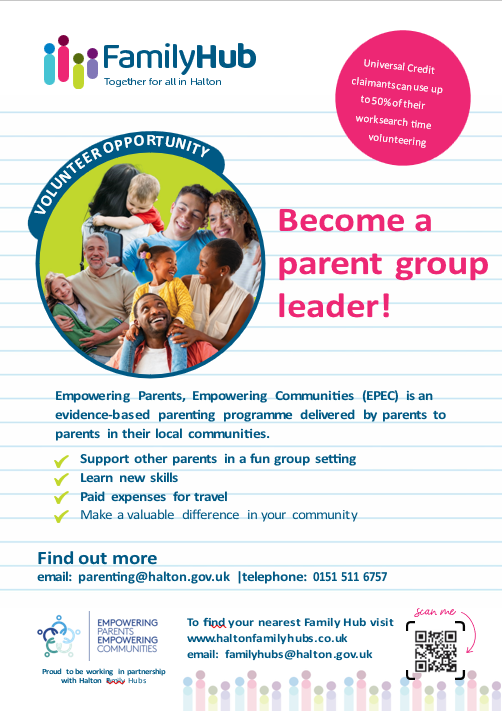 FamilyHub
Together for all in Halton
Universal Credit
claimants can use up
to 50% of their
worksearch time
volunteering
VOLUNTEER OPPORTUNITY
Become a
parent group
leader!
Empowering Parents, Empowering Communities (EPEC) is an
evidence-based parenting programme delivered by parents to
parents in their local communities.
Support other parents in a fun group setting
Learn new skills
Paid expenses for travel
Make a valuable difference in your community
Find out more
email: parenting@halton.gov.uk |telephone: 0151 511 6757
EMPOWERING
PARENTS
EMPOWERING
COMMUNITIES
Proud to be working in partnership
with Halton Hubs
To find your nearest Family Hub visit
www.haltonfamilyhubs.co.uk
email: familyhubs@halton.gov.uk
scan me